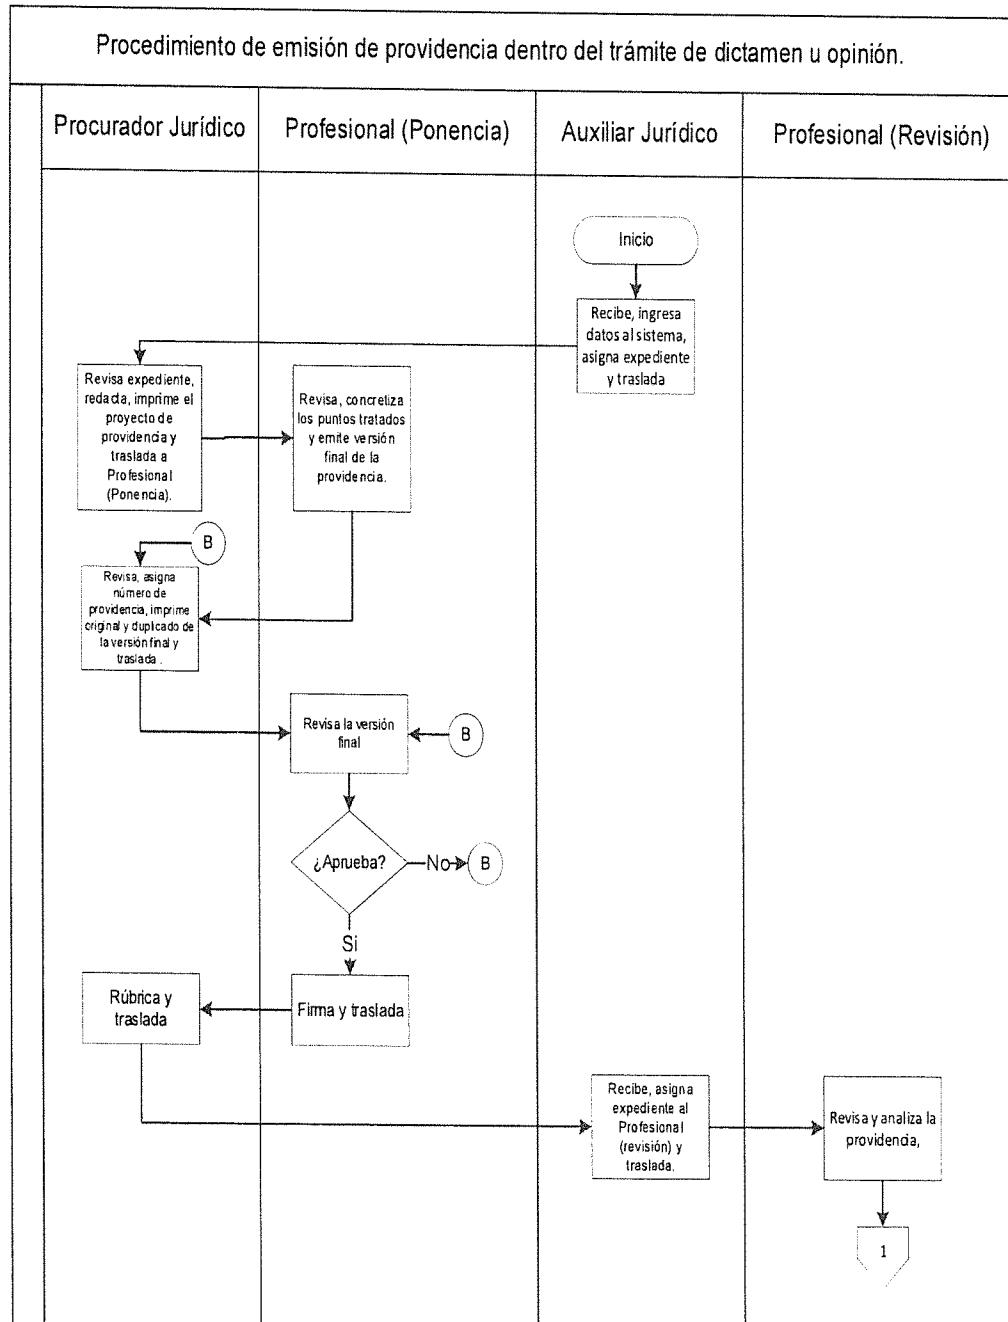 Procedimiento de emisión de providencia dentro del trámite de dictamen u opinión.
Procurador Jurídico
Profesional (Ponencia)
Auxiliar Jurídico
Profesional (Revisión)
Inicio
Recibe, ingresa
datos al sistema,
asigna expediente
y traslada
Revisa expediente,
redacta, imprime el
proyecto de
providencia y
traslada a
Profesional
(Ponencia).
Revisa, concretiza
los puntos tratados
y emite versión
final de la
providencia.
B
Revisa, asigna
número de
providencia, imprime
original y duplicado de
la versión final y
traslada .
Revisa la versión
final
B
¿Aprueba?
No
B
Si
Rúbrica y
traslada
Firma y traslada
Recibe, asigna
expediente al
Profesional
(revisión) y
traslada.
Revisa y analiza la
providencia,
1